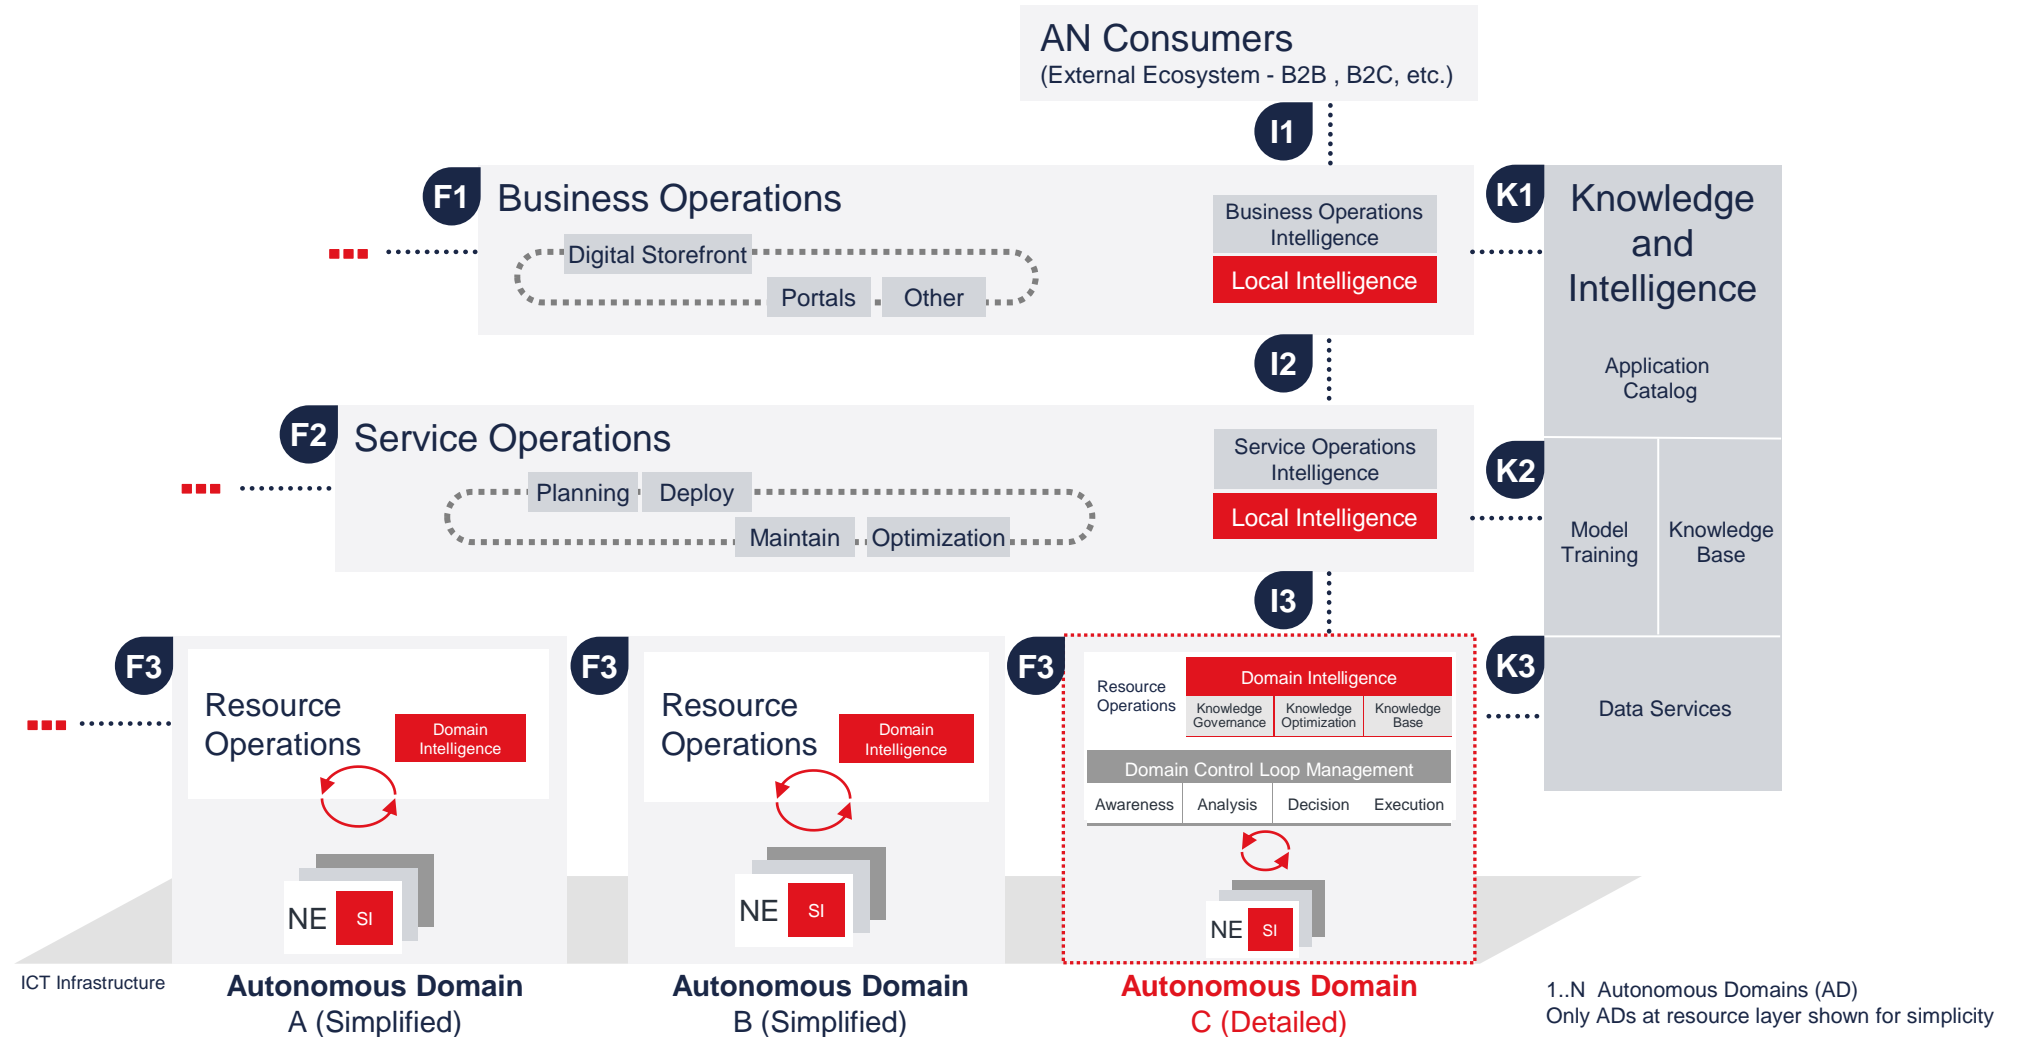 AN Consumers
(External Ecosystem - B2B , B2C, etc.)
I1
F1
Business Operations
Digital Storefront
Portals
Other
Business Operations
Intelligence
Local Intelligence
K1
Knowledge
and
Intelligence
Application
Catalog
I2
F2
Service Operations
Planning
Deploy
Maintain
Optimization
Service Operations
Intelligence
Local Intelligence
K2
Model
Training
Knowledge
Base
I3
F3
Resource
Operations
Domain
Intelligence
NE
SI
F3
Resource
Operations
Domain
Intelligence
NE
SI
F3
Resource
Operations
Domain Intelligence
Knowledge
Governance
Knowledge
Optimization
Knowledge
Base
Domain Control Loop Management
Awareness
Analysis
Decision
Execution
NE
SI
K3
Data Services
ICT Infrastructure
Autonomous Domain
A (Simplified)
Autonomous Domain
B (Simplified)
Autonomous Domain
C (Detailed)
1..N Autonomous Domains (AD)
Only ADs at resource layer shown for simplicity